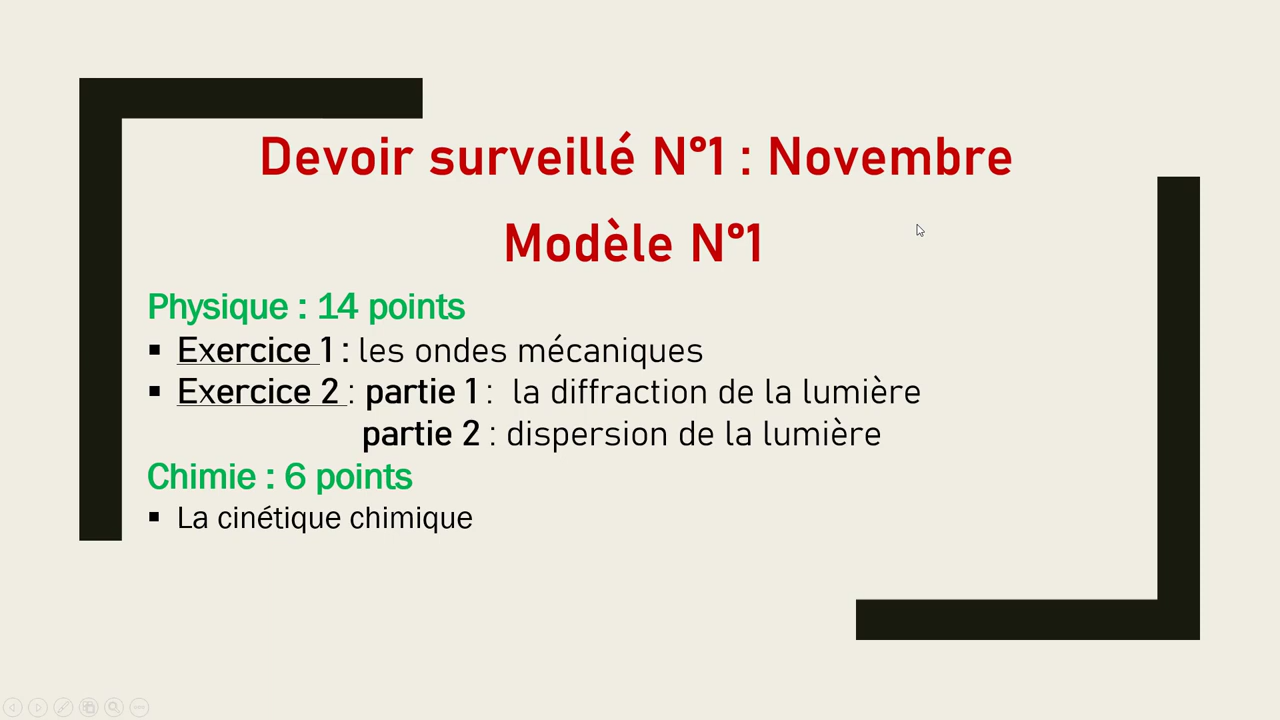 Devoir surveillé N°1 : Novembre
Modèle N°1
Physique : 14 points
▪ Exercice 1 : les ondes mécaniques
▪ Exercice 2 : partie 1 : la diffraction de la lumière
partie 2 : dispersion de la lumière
Chimie : 6 points
▪ La cinétique chimique